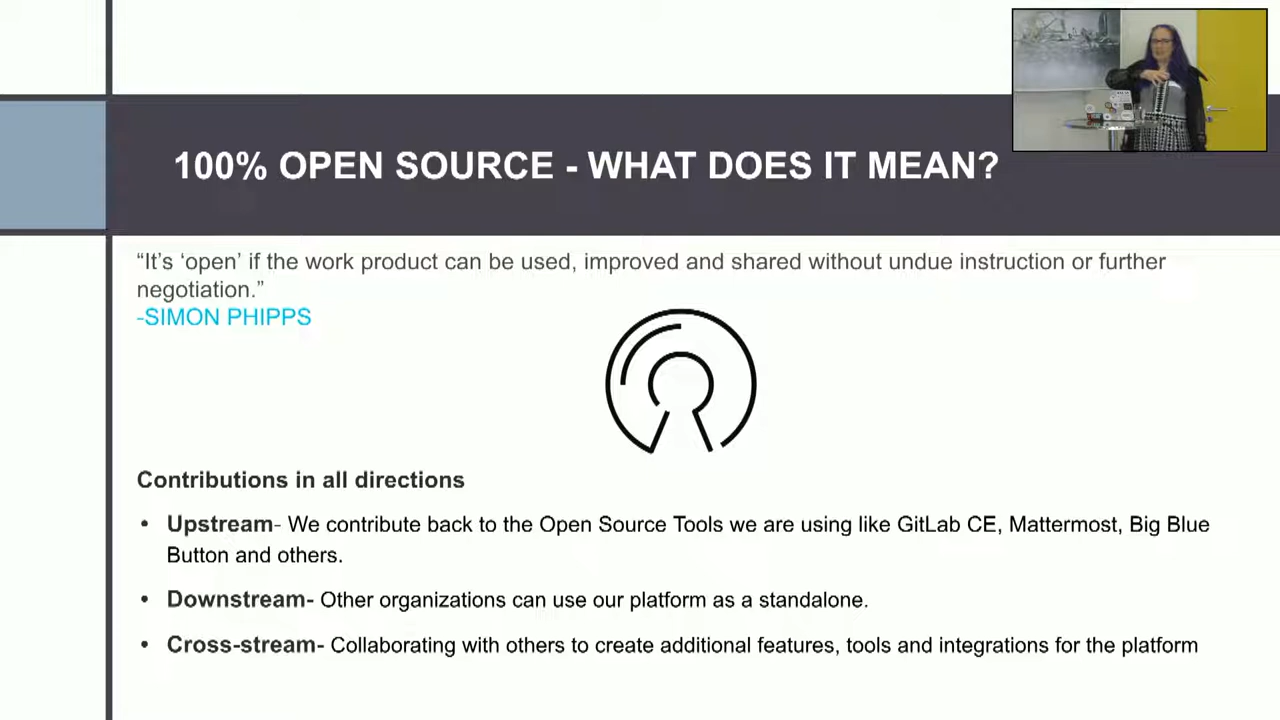 100% OPEN SOURCE - WHAT DOES IT MEAN?
“It’s ‘open’ if the work product can be used, improved and shared without undue instruction or further
negotiation.”
-SIMON PHIPPS
Contributions in all directions
• Upstream- We contribute back to the Open Source Tools we are using like GitLab CE, Mattermost, Big Blue
Button and others.
• Downstream- Other organizations can use our platform as a standalone.
• Cross-stream- Collaborating with others to create additional features, tools and integrations for the platform